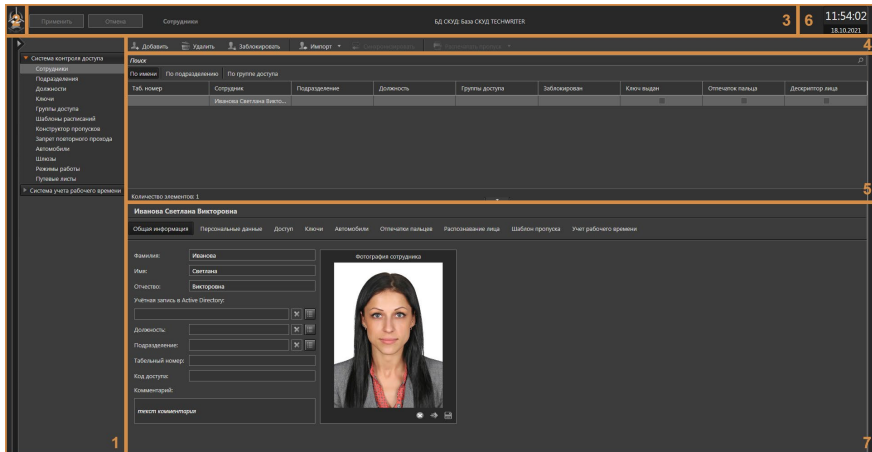 Применить Отмена Сотрудники БД СКУД: База СКУД TECHWRITER 3 6 11:54:02
18.10.2021
Добавить Удалить Заблокировать Импорт 4
Система контроля доступа
Сотрудники
Подразделения
Должности
Ключи
Группы доступа
Шаблоны расписаний
Конструктор пропусков
Запрет повторного прохода
Автомобили
Шлюзы
Режимы работы
Путевые листы
Система учета рабочего времени
1
Поиск
По имени По подразделению По группе доступа
Таб. номер Сотрудник Подразделение Должность Группы доступа Заблокирован Ключ выдан Отпечаток пальца Дескриптор лица
Иванова Светлана Викто...
Количество элементов: 1 5
Иванова Светлана Викторовна
Общая информация Персональные данные Доступ Ключи Автомобили Отпечатки пальцев Распознавание лица Шаблон пропуска Учет рабочего времени
Фамилия: Иванова
Имя: Светлана
Отчество: Викторовна
Учётная запись в Active Directory:
Должность:
Подразделение:
Табельный номер:
Код доступа:
Комментарий:
текст комментария
Фотография сотрудника
7